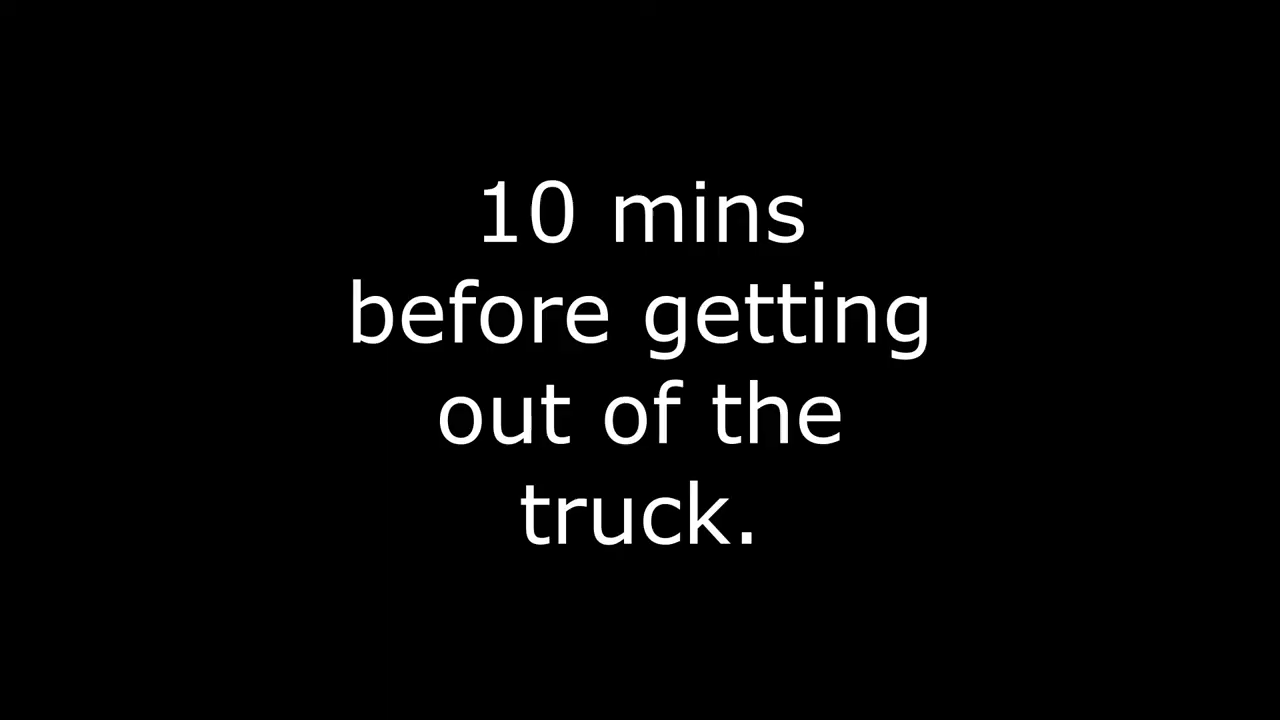 10 mins
before getting
out of the
truck.